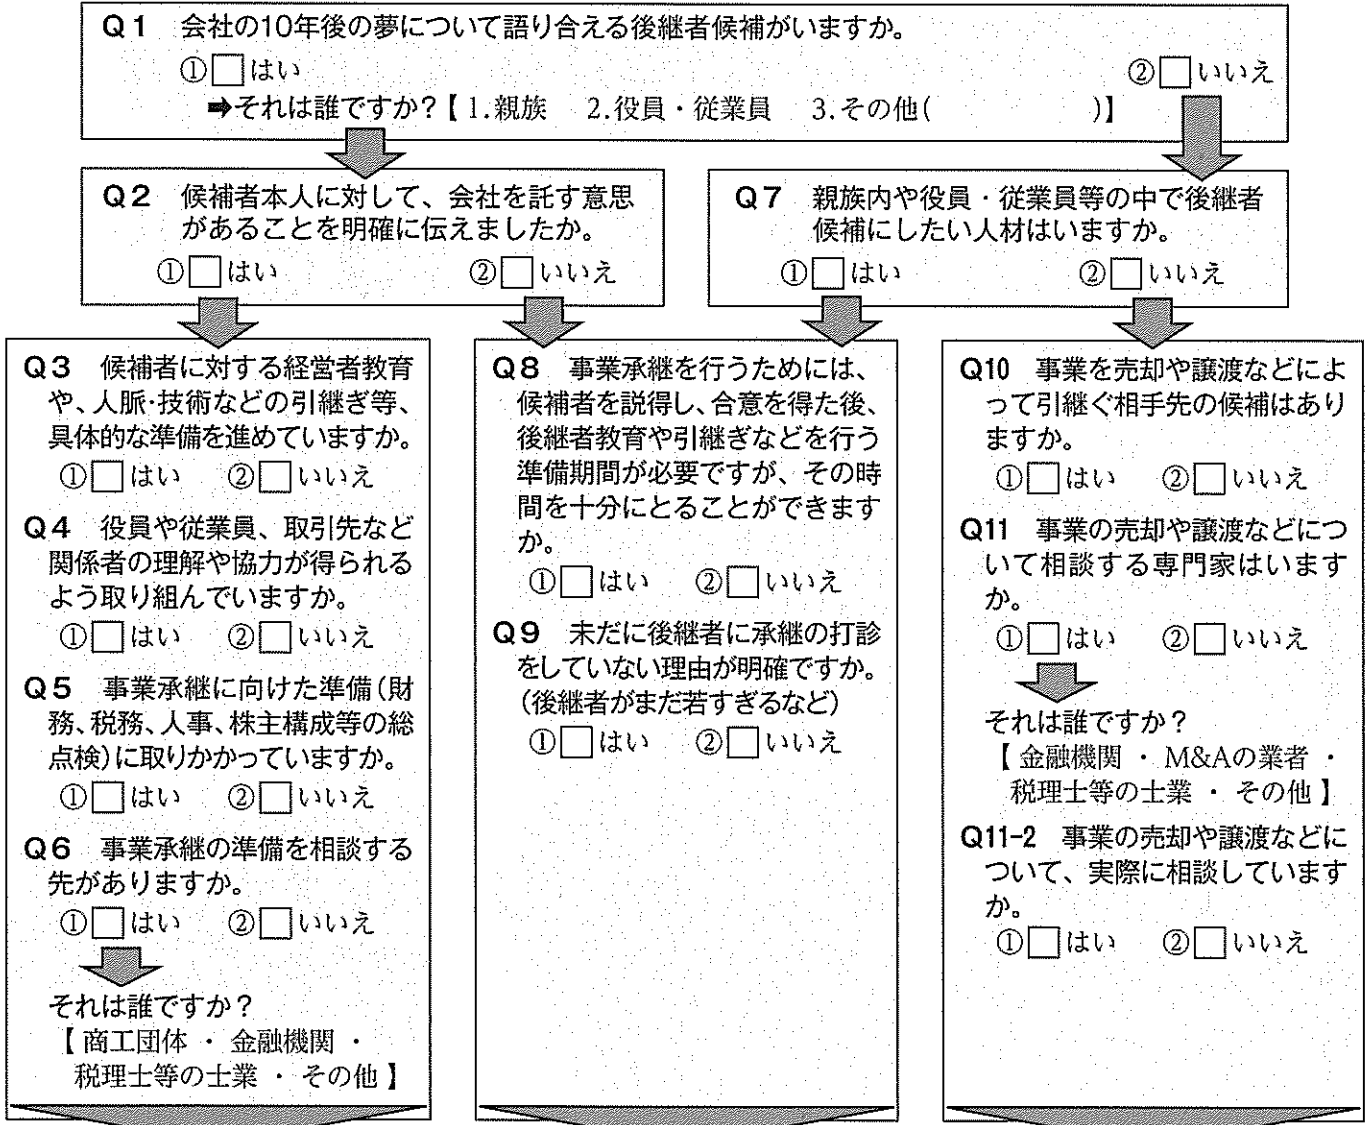 Q1 会社の10年後の夢について語り合える後継者候補がいますか。
①□はい ②□いいえ
➡それは誰ですか?【 1.親族 2.役員・従業員 3.その他( )】
Q2 候補者本人に対して、会社を託す意思
があることを明確に伝えましたか。
①□はい ②□いいえ
Q7 親族内や役員・従業員等の中で後継者
候補にしたい人材はいますか。
①□はい ②□いいえ
Q3 候補者に対する経営者教育
や、人脈・技術などの引継ぎ等、
具体的な準備を進めていますか。
①□はい ②□いいえ
Q4 役員や従業員、取引先など
関係者の理解や協力が得られる
よう取り組んでいますか。
①□はい ②□いいえ
Q5 事業承継に向けた準備(財
務、税務、人事、株主構成等の総
点検)に取りかかっていますか。
①□はい ②□いいえ
Q6 事業承継の準備を相談する
先がありますか。
①□はい ②□いいえ
それは誰ですか?
【 商工団体 ・ 金融機関 ・
税理士等の士業 ・ その他 】
Q8 事業承継を行うためには、
候補者を説得し、合意を得た後、
後継者教育や引継ぎなどを行う
準備期間が必要ですが、その時
間を十分にとることができます
か。
①□はい ②□いいえ
Q9 未だに後継者に承継の打診
をしていない理由が明確ですか。
(後継者がまだ若すぎるなど)
①□はい ②□いいえ
Q10 事業を売却や譲渡などによ
って引継ぐ相手先の候補はあり
ますか。
①□はい ②□いいえ
Q11 事業の売却や譲渡などにつ
いて相談する専門家はいます
か。
①□はい ②□いいえ
それは誰ですか?
【 金融機関 ・ M&Aの業者 ・
税理士等の士業 ・ その他 】
Q11-2 事業の売却や譲渡などに
ついて、実際に相談しています
か。
①□はい ②□いいえ